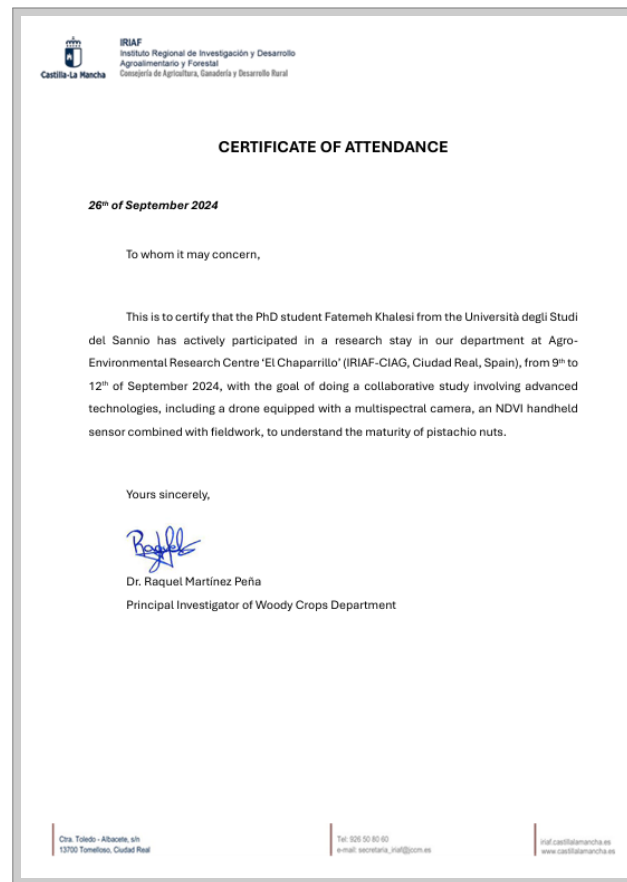 Castilla-La Mancha
IRIAF
Instituto Regional de Investigación y Desarrollo
Agroalimentario y Forestal
Consejería de Agricultura, Ganadería y Desarrollo Rural
CERTIFICATE OF ATTENDANCE
26th of September 2024
To whom it may concern,
This is to certify that the PhD student Fatemeh Khalesi from the Università degli Studi
del Sannio has actively participated in a research stay in our department at Agro-
Environmental Research Centre ‘El Chaparrillo’ (IRIAF-CIAG, Ciudad Real, Spain), from 9th to
12th of September 2024, with the goal of doing a collaborative study involving advanced
technologies, including a drone equipped with a multispectral camera, an NDVI handheld
sensor combined with fieldwork, to understand the maturity of pistachio nuts.
Yours sincerely,
Dr. Raquel Martínez Peña
Principal Investigator of Woody Crops Department
Ctra. Toledo - Albacete, s/n
13700 Tomelloso, Ciudad Real
Tel: 926 50 80 60
e-mail: secretaria_iriaf@jccm.es
iriaf.castillalamancha.es
www.castillalamancha.es